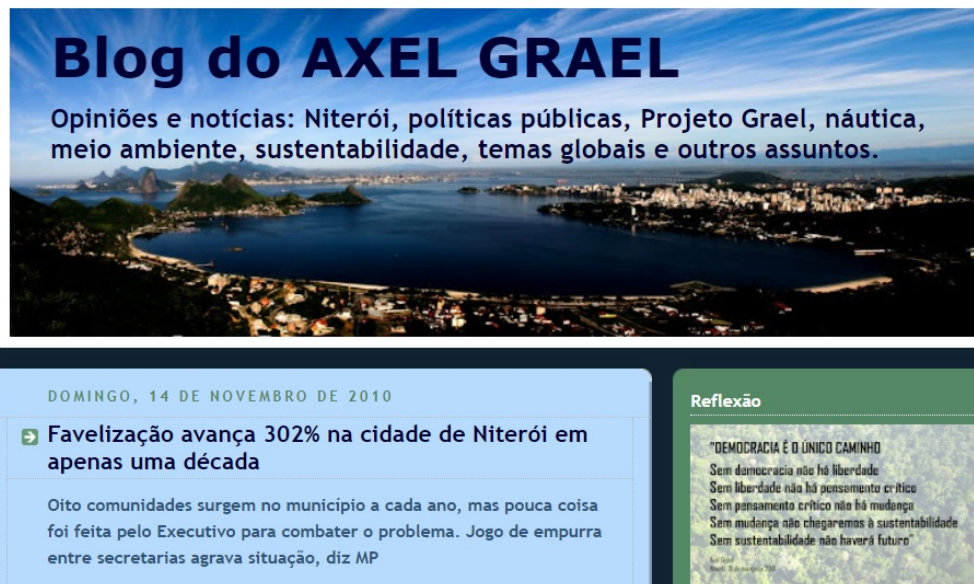 Blog do AXEL GRAEL
Opiniões e notícias: Niterói, políticas públicas, Projeto Grael, náutica,
meio ambiente, sustentabilidade, temas globais e outros assuntos.
DOMINGO, 14 DE NOVEMBRO DE 2010
Favelização avança 302% na cidade de Niterói em
apenas uma década
Oito comunidades surgem no município a cada ano, mas pouca coisa
foi feita pelo Executivo para combater o problema. Jogo de empurra
entre secretarias agrava situação, diz MP
Reflexão
"DEMOCRACIA É O ÚNICO CAMINHO
Sem democracia não há liberdade
Sem liberdade não há pensamento crítico
Sem pensamento crítico não há mudança
Sem mudança não chegaremos à sustentabilidade
Sem sustentabilidade não haverá futuro"